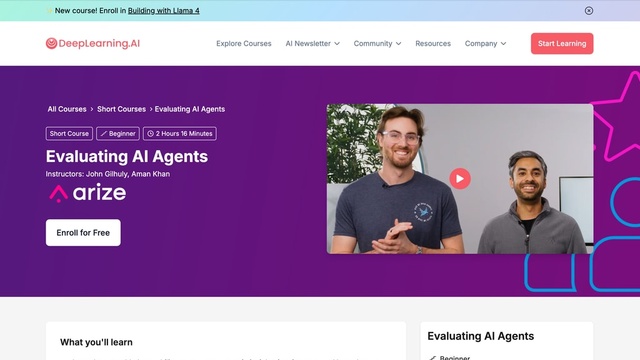 New course! Enroll in Building with Llama 4
DeepLearning.AI
Explore Courses
AI Newsletter
Community
Resources
Company
Start Learning
All Courses > Short Courses > Evaluating AI Agents
Short Course
Beginner
2 Hours 16 Minutes
Evaluating AI Agents
Instructors: John Gilhuly, Aman Khan
arize
Enroll for Free
What you'll learn
Evaluating AI Agents
Beginner